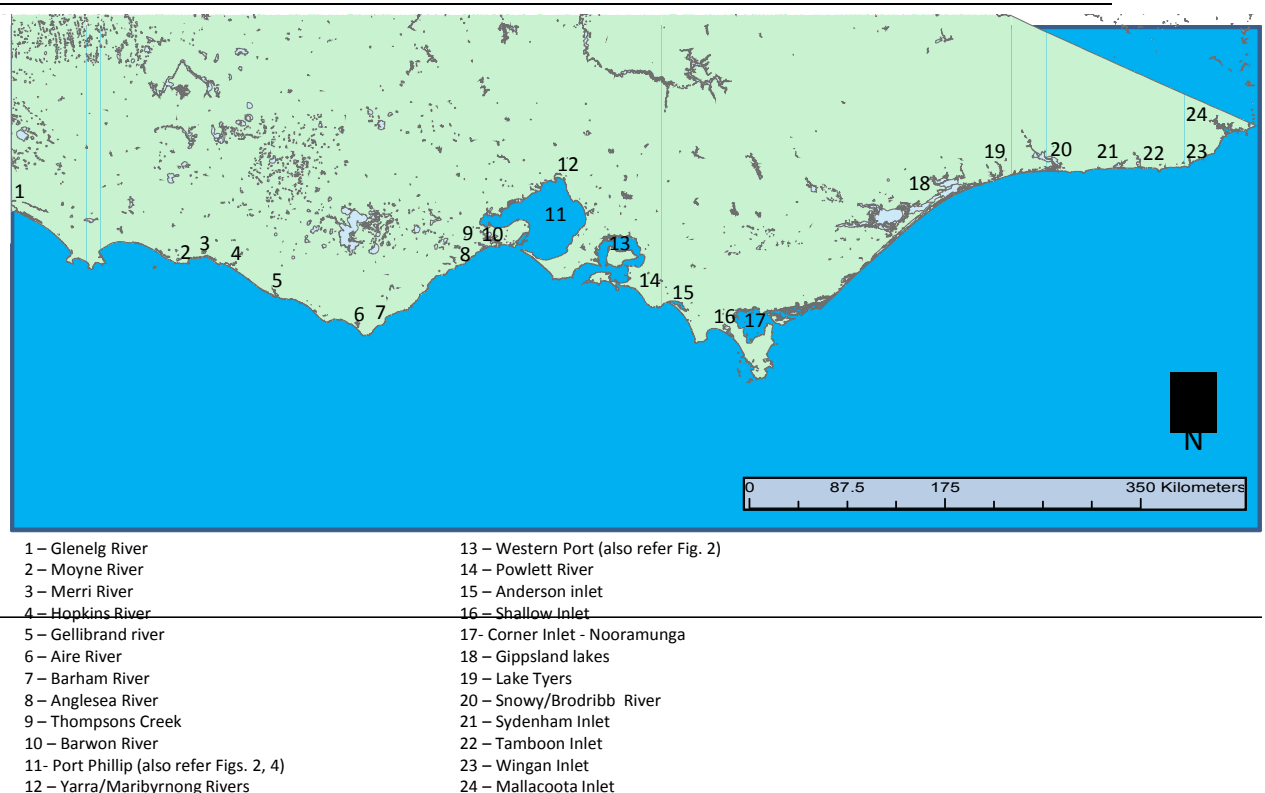 24
19
20
21
22
23
12
1
18
11
9
10
13
3
2
4
8
5
14
15
6
7
16
17
N
0 87.5 175 350 Kilometers
1 – Glenelg River
2 – Moyne River
3 – Merri River
4 – Hopkins River
5 – Gellibrand river
6 – Aire River
7 – Barham River
8 – Anglesea River
9 – Thompsons Creek
10 – Barwon River
11- Port Phillip (also refer Figs. 2, 4)
12 – Yarra/Maribyrnong Rivers
13 – Western Port (also refer Fig. 2)
14 – Powlett River
15 – Anderson inlet
16 – Shallow Inlet
17- Corner Inlet - Nooramunga
18 – Gippsland lakes
19 – Lake Tyers
20 – Snowy/Brodribb River
21 – Sydenham Inlet
22 – Tamboon Inlet
23 – Wingan Inlet
24 – Mallacoota Inlet